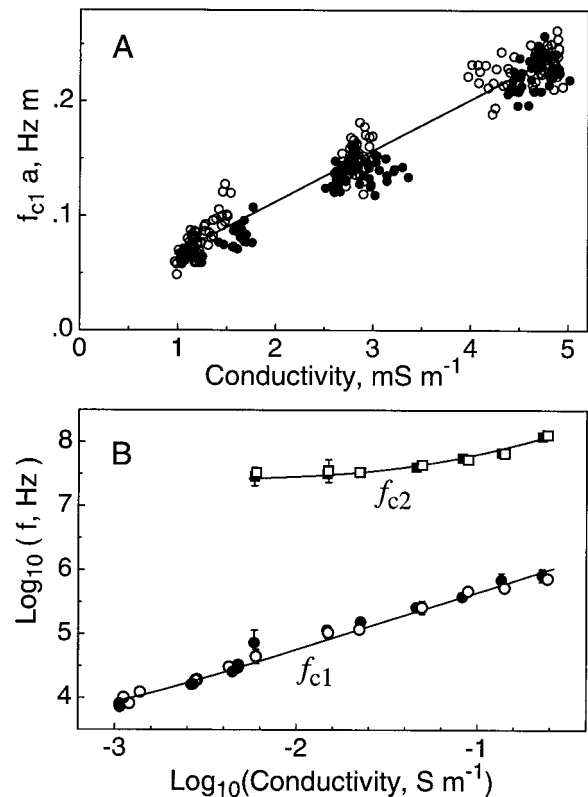 A
f_c1 a, Hz m
.2
.1
.0
0 1 2 3 4 5
Conductivity, mS m⁻¹
B
Log₁₀ ( f, Hz )
8
7
6
5
4
f_c2
f_c1
-3 -2 -1
Log₁₀(Conductivity, S m⁻¹)